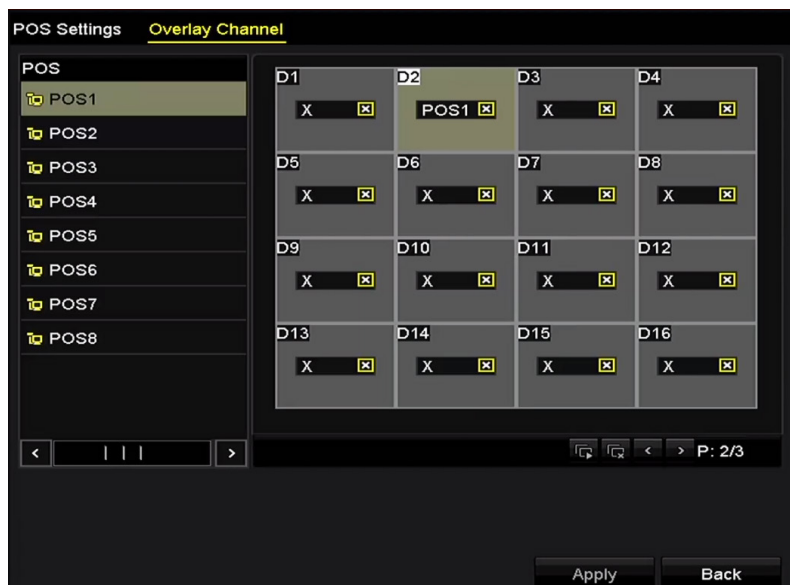 POS Settings Overlay Channel
POS
POS1
POS2
POS3
POS4
POS5
POS6
POS7
POS8
D1 D2 D3 D4
X POS1 X X
D5 D6 D7 D8
X X X X
D9 D10 D11 D12
X X X X
D13 D14 D15 D16
X X X X
P: 2/3
Apply Back